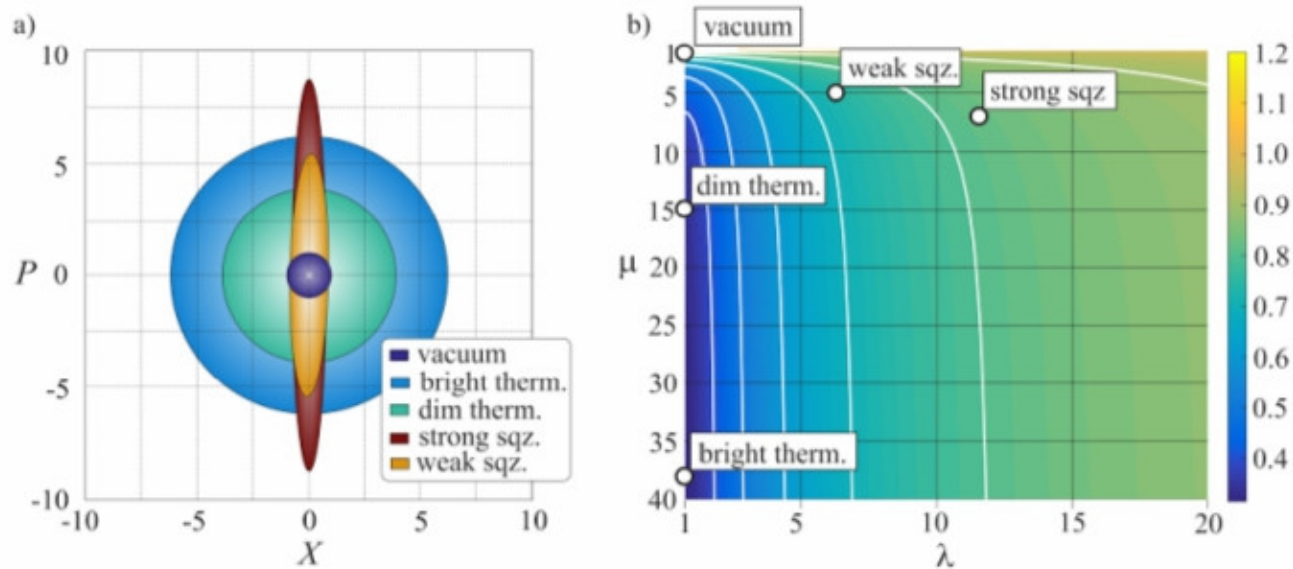 a)
10
5
P 0
-5
-10
-10 -5 0 5 10
X
vacuum
bright therm.
dim therm.
strong sqz.
weak sqz.
b)
vacuum
weak sqz.
strong sqz
dim therm.
bright therm.
1
5
10
15
μ 20
25
30
35
40
1 5 10 15 20
λ
1.2
1.1
1.0
0.9
0.8
0.7
0.6
0.5
0.4